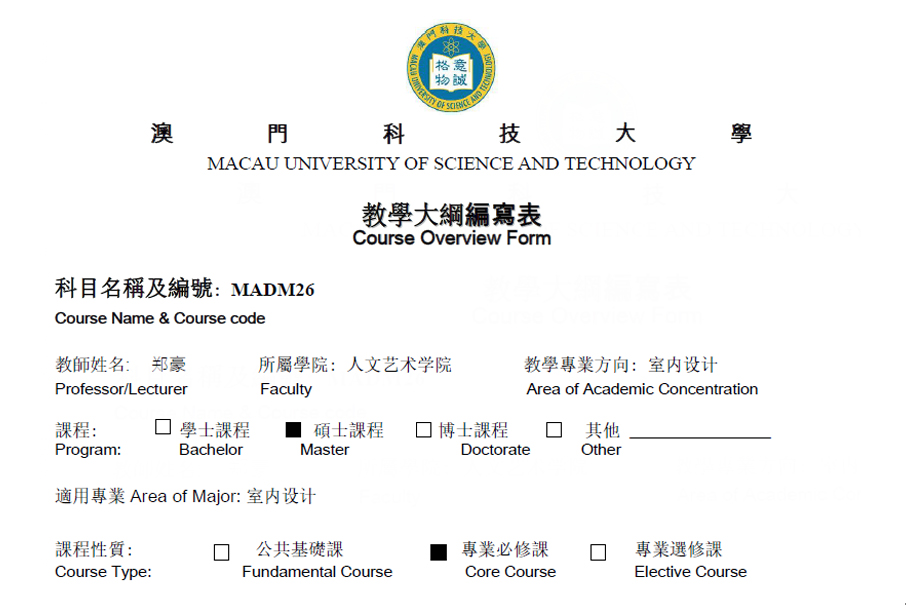 澳門科技大學
意誠格物
MACAU UNIVERSITY OF SCIENCE AND TECHNOLOGY
澳 門 科 技 大 學
MACAU UNIVERSITY OF SCIENCE AND TECHNOLOGY
教學大綱編寫表
Course Overview Form
科目名稱及編號：MADM26
Course Name & Course code
教師姓名: 郑豪 所屬學院：人文艺术学院 教學專業方向：室内设计
Professor/Lecturer Faculty Area of Academic Concentration
課程： □ 學士課程 ■ 碩士課程 □ 博士課程 □ 其他 ________________
Program: Bachelor Master Doctorate Other
適用專業 Area of Major: 室内设计
課程性質： □ 公共基礎課 ■ 專業必修課 □ 專業選修課
Course Type: Fundamental Course Core Course Elective Course